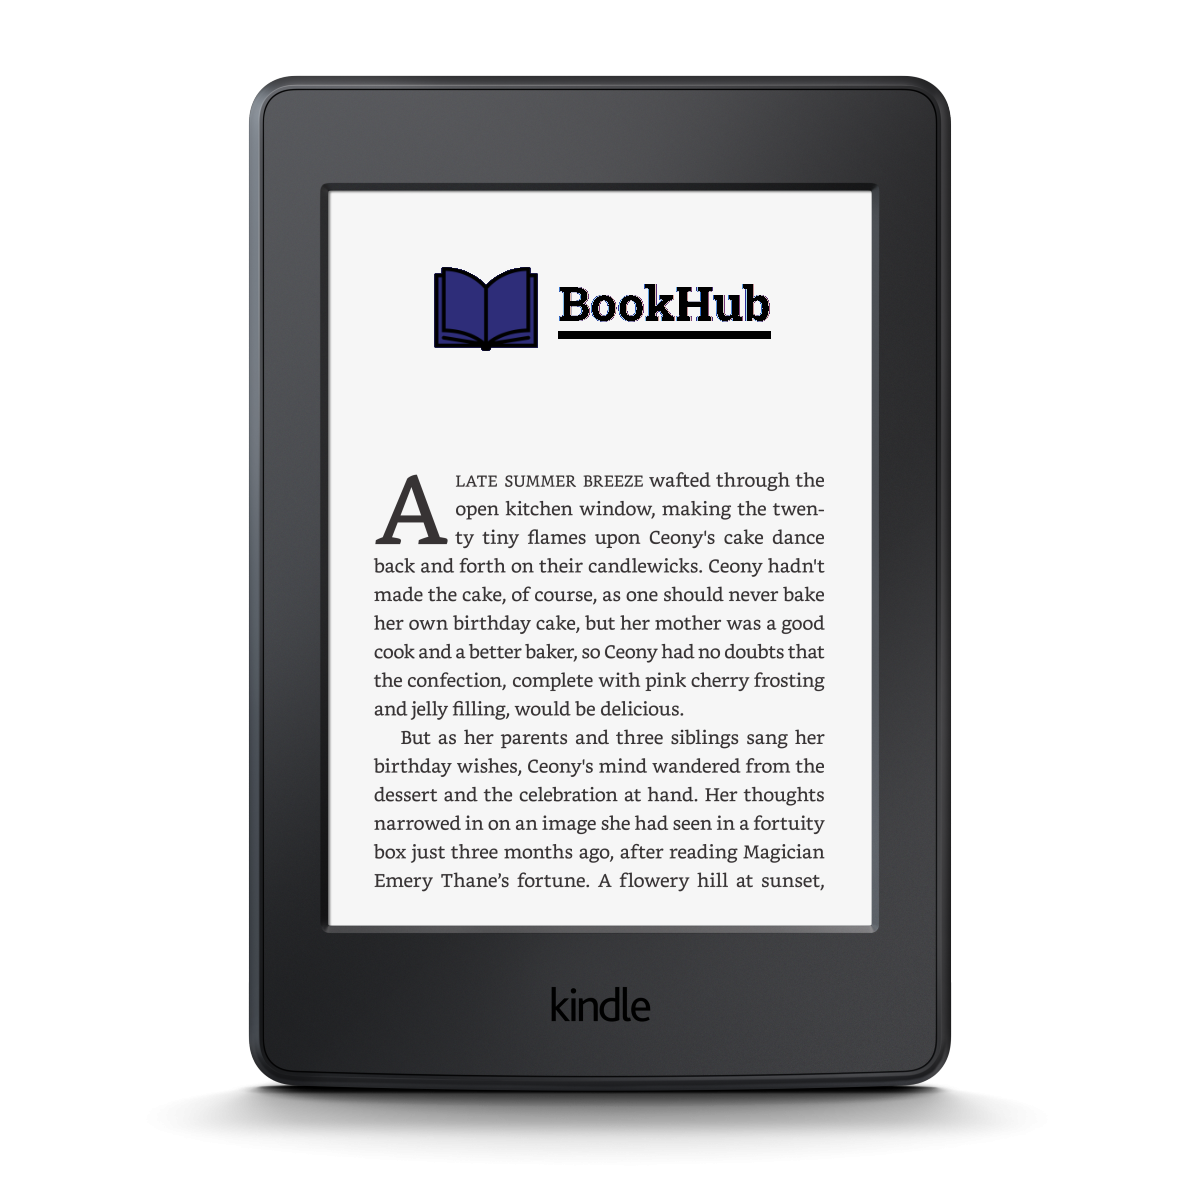 BookHub
A LATE SUMMER BREEZE wafted through the
open kitchen window, making the twen-
ty tiny flames upon Ceony's cake dance
back and forth on their candlewicks. Ceony hadn't
made the cake, of course, as one should never bake
her own birthday cake, but her mother was a good
cook and a better baker, so Ceony had no doubts that
the confection, complete with pink cherry frosting
and jelly filling, would be delicious.
But as her parents and three siblings sang her
birthday wishes, Ceony's mind wandered from the
dessert and the celebration at hand. Her thoughts
narrowed in on an image she had seen in a fortuity
box just three months ago, after reading Magician
Emery Thane’s fortune. A flowery hill at sunset,
kindle